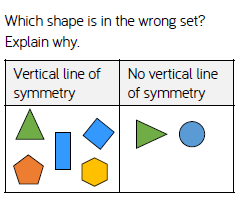 Which shape is in the wrong set?
Explain why.
Vertical line of
symmetry
No vertical line
of symmetry